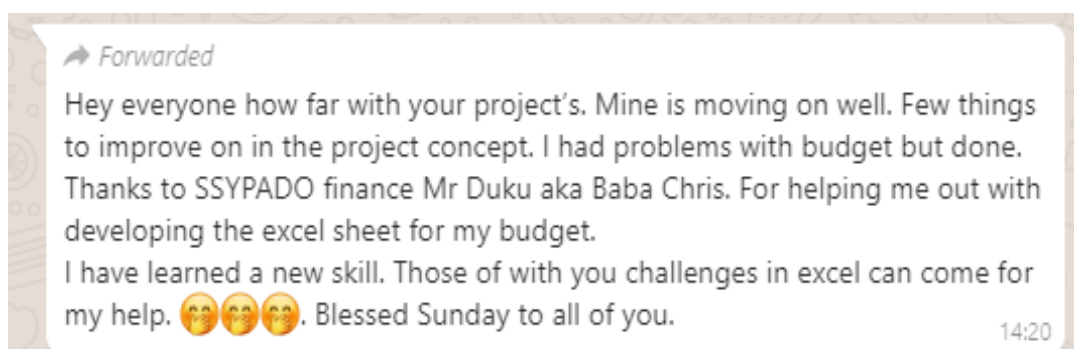 Forwarded
Hey everyone how far with your project's. Mine is moving on well. Few things
to improve on in the project concept. I had problems with budget but done.
Thanks to SSYPADO finance Mr Duku aka Baba Chris. For helping me out with
developing the excel sheet for my budget.
I have learned a new skill. Those of with you challenges in excel can come for
my help. 🤭🤭🤭. Blessed Sunday to all of you.
14:20